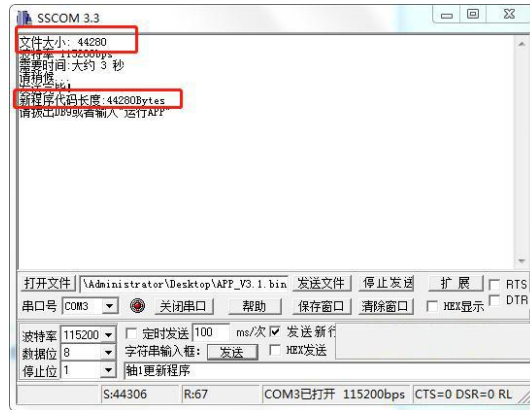 SSCOM 3.3
文件大小: 44280
波特率 115200bps
需要时间:大约 3 秒
请稍候...
发送完毕!
新程序代码长度:44280Bytes
请拔出DB9或者输入"运行APP"
打开文件 \Administrator\Desktop\APP_V3.1.bin 发送文件 停止发送 扩 展 RTS
串口号 COM3 关闭串口 帮助 保存窗口 清除窗口 HEX显示 DTR
波特率 115200 定时发送 100 ms/次 发送新行
数据位 8 字符串输入框: 发送 HEX发送
停止位 1 轴1更新程序
S:44306 R:67 COM3已打开 115200bps CTS=0 DSR=0 RL